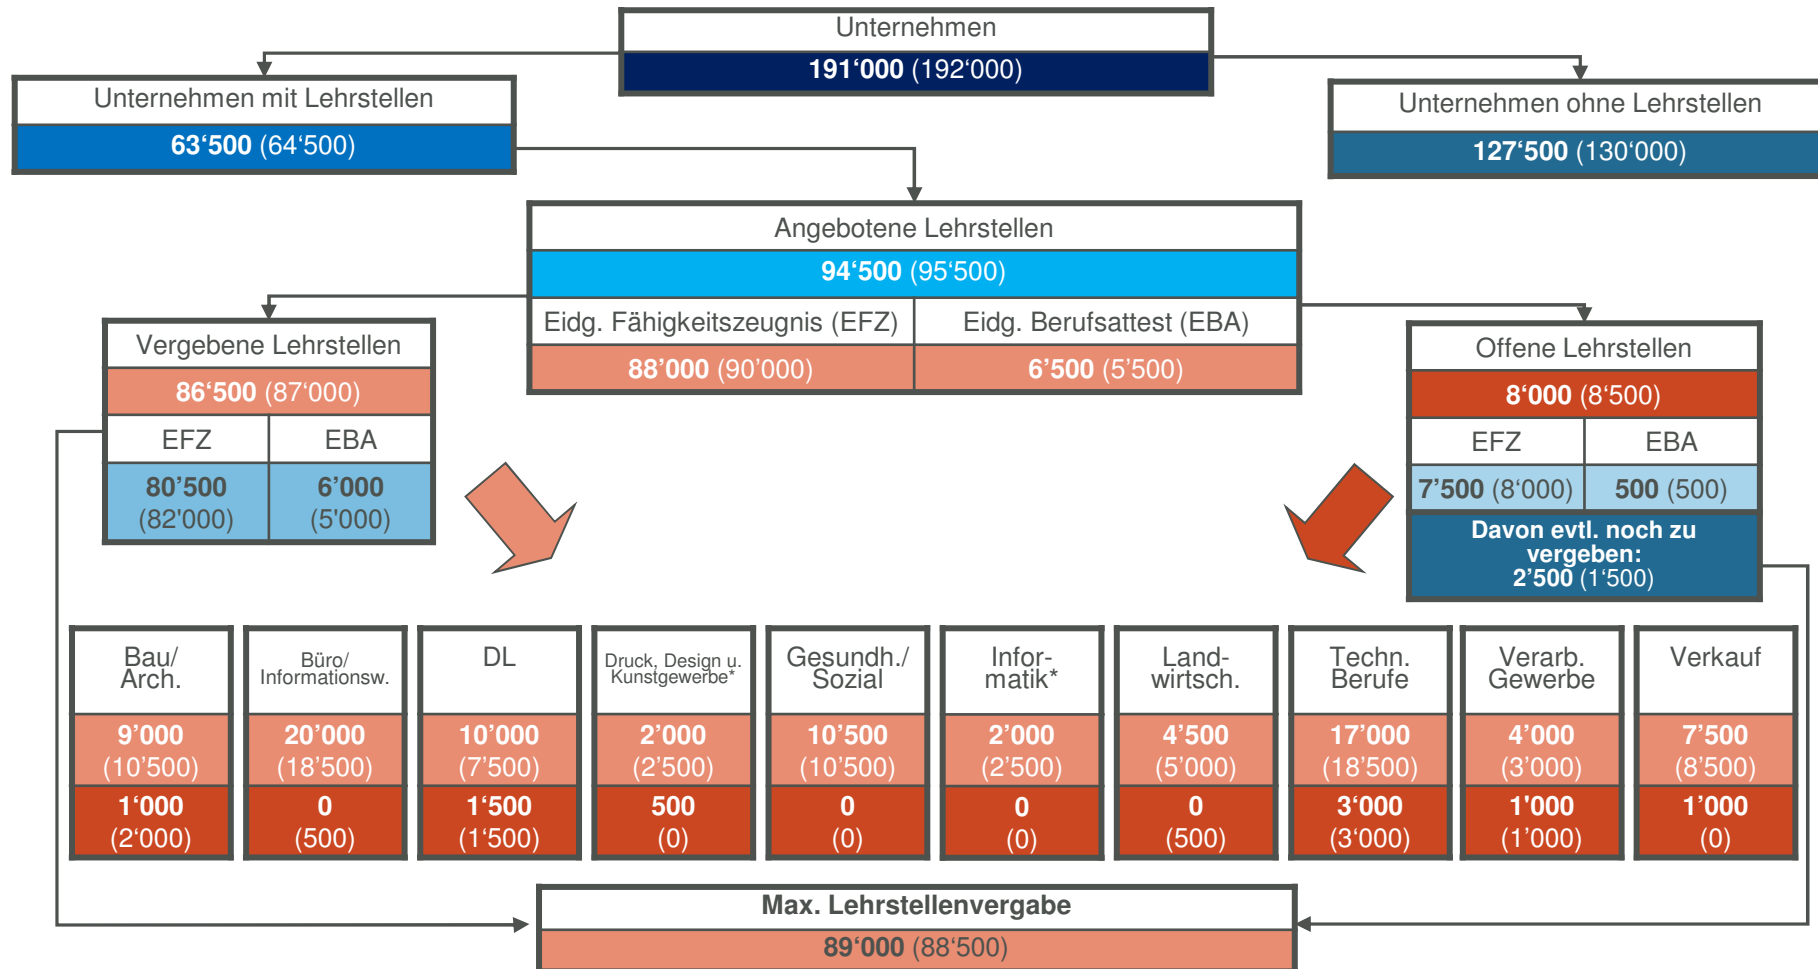 Unternehmen
191‘000 (192‘000)
Unternehmen mit Lehrstellen
63‘500 (64‘500)
Unternehmen ohne Lehrstellen
127‘500 (130‘000)
Angebotene Lehrstellen
94‘500 (95‘500)
Eidg. Fähigkeitszeugnis (EFZ)
Eidg. Berufsattest (EBA)
88’000 (90’000)
6’500 (5’500)
Vergebene Lehrstellen
86‘500 (87‘000)
EFZ
EBA
80’500
(82'000)
6’000
(5'000)
Offene Lehrstellen
8‘000 (8‘500)
EFZ
EBA
7’500 (8‘000)
500 (500)
Davon evtl. noch zu
vergeben:
2’500 (1‘500)
Bau/
Arch.
9’000
(10’500)
1‘000
(2‘000)
Büro/
Informationsw.
20’000
(18’500)
0
(500)
DL
10’000
(7’500)
1‘500
(1‘500)
Druck, Design u.
Kunstgewerbe*
2’000
(2’500)
500
(0)
Gesundh./
Sozial
10’500
(10’500)
0
(0)
Infor-
matik*
2’000
(2’500)
0
(0)
Land-
wirtsch.
4’500
(5’000)
0
(500)
Techn.
Berufe
17’000
(18’500)
3‘000
(3‘000)
Verarb.
Gewerbe
4’000
(3’000)
1'000
(1‘000)
Verkauf
7’500
(8’500)
1’000
(0)
Max. Lehrstellenvergabe
89‘000 (88‘500)